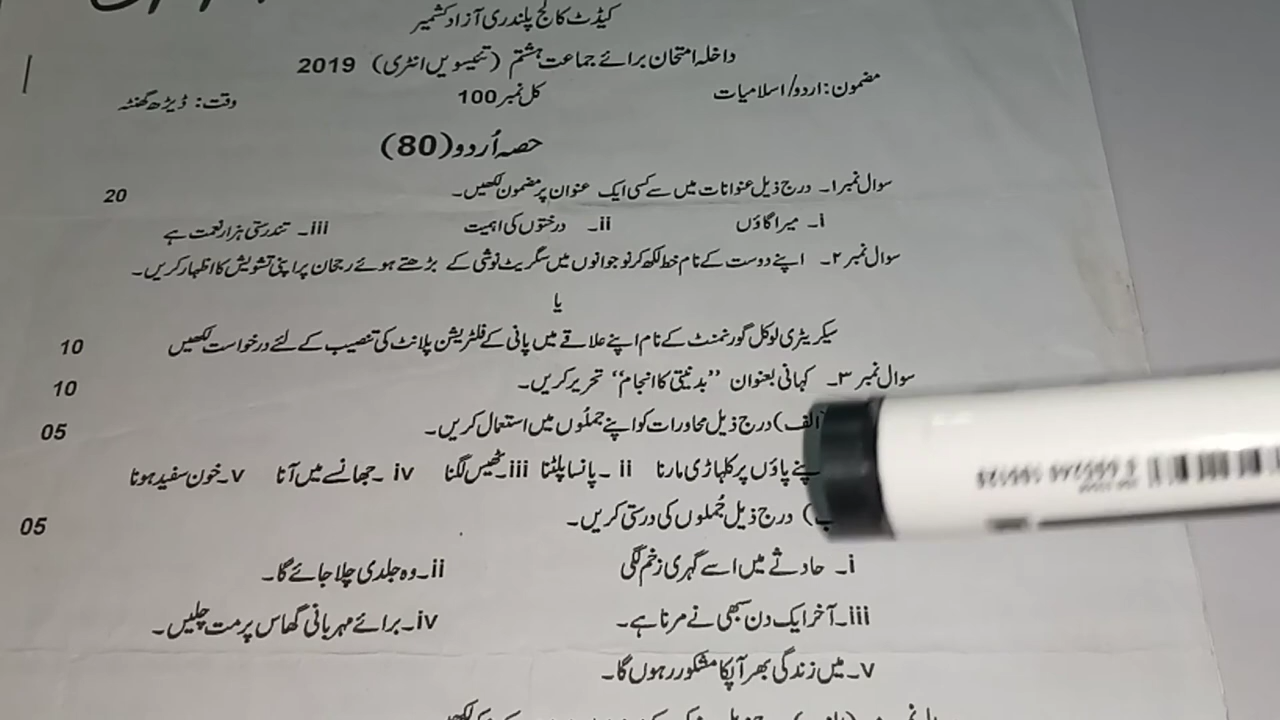 کیڈٹ کالج پلندری آزاد کشمیر
داخلہ امتحان برائے جماعت ہشتم (تئیسویں انٹری) 2019
مضمون: اردو/اسلامیات کل نمبر 100 وقت: ڈیڑھ گھنٹہ
حصہ اُردو (80)
سوال نمبر ۱۔ درج ذیل عنوانات میں سے کسی ایک عنوان پر مضمون لکھیں۔ 20
i۔ میرا گاؤں ii۔ درختوں کی اہمیت iii۔ تندرستی ہزار نعمت ہے
سوال نمبر ۲۔ اپنے دوست کے نام خط لکھ کر نوجوانوں میں سگریٹ نوشی کے بڑھتے ہوئے رجحان پر اپنی تشویش کا اظہار کریں۔
یا
سیکریٹری لوکل گورنمنٹ کے نام اپنے علاقے میں پانی کے فلٹریشن پلانٹ کی تنصیب کے لئے درخواست لکھیں 10
سوال نمبر ۳۔ کہانی بعنوان ”بدنیتی کا انجام“ تحریر کریں۔ 10
الف) درج ذیل محاورات کو اپنے جملُوں میں استعمال کریں۔ 05
پنے پاؤں پر کلہاڑی مارنا ii۔ پانسا پلٹنا iii۔ ٹھیس لگنا iv۔ جھانسے میں آنا v۔ خون سفید ہونا
ب) درج ذیل جُملوں کی درستی کریں۔ 05
i۔ حادثے میں اسے گہری زخم لگی ii۔ وہ جلدی چلا جائے گا۔
iii۔ آخر ایک دن سبھی نے مرنا ہے۔ iv۔ برائے مہربانی گھاس پر مت چلیں۔
v۔ میں زندگی بھر آپکا مشکور رہوں گا۔